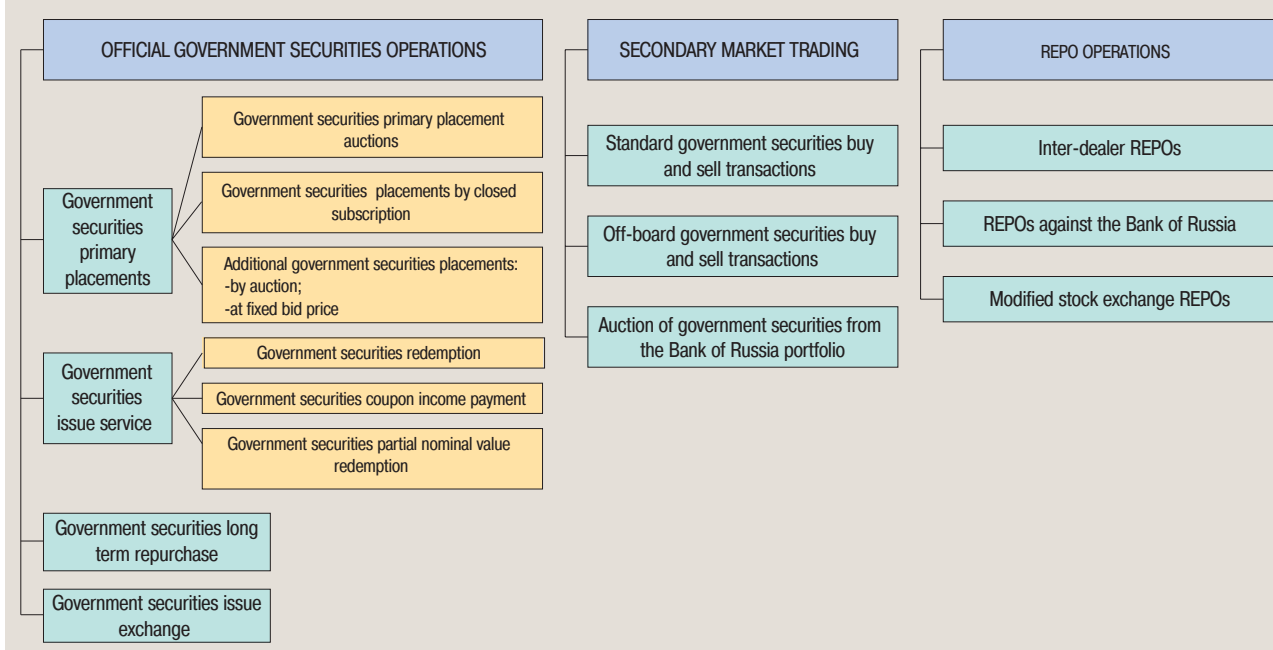 OFFICIAL GOVERNMENT SECURITIES OPERATIONS
Government securities primary placement
auctions
Government securities placements by closed
subscription
Government
securities
primary
placements
Additional government securities placements:
-by auction;
-at fixed bid price
Government securities redemption
Government
securities
issue service
Government securities coupon income payment
Government securities partial nominal value
redemption
Government securities long
term repurchase
Government securities issue
exchange
SECONDARY MARKET TRADING
Standard government securities buy
and sell transactions
Off-board government securities buy
and sell transactions
Auction of government securities from
the Bank of Russia portfolio
REPO OPERATIONS
Inter-dealer REPOs
REPOs against the Bank of Russia
Modified stock exchange REPOs